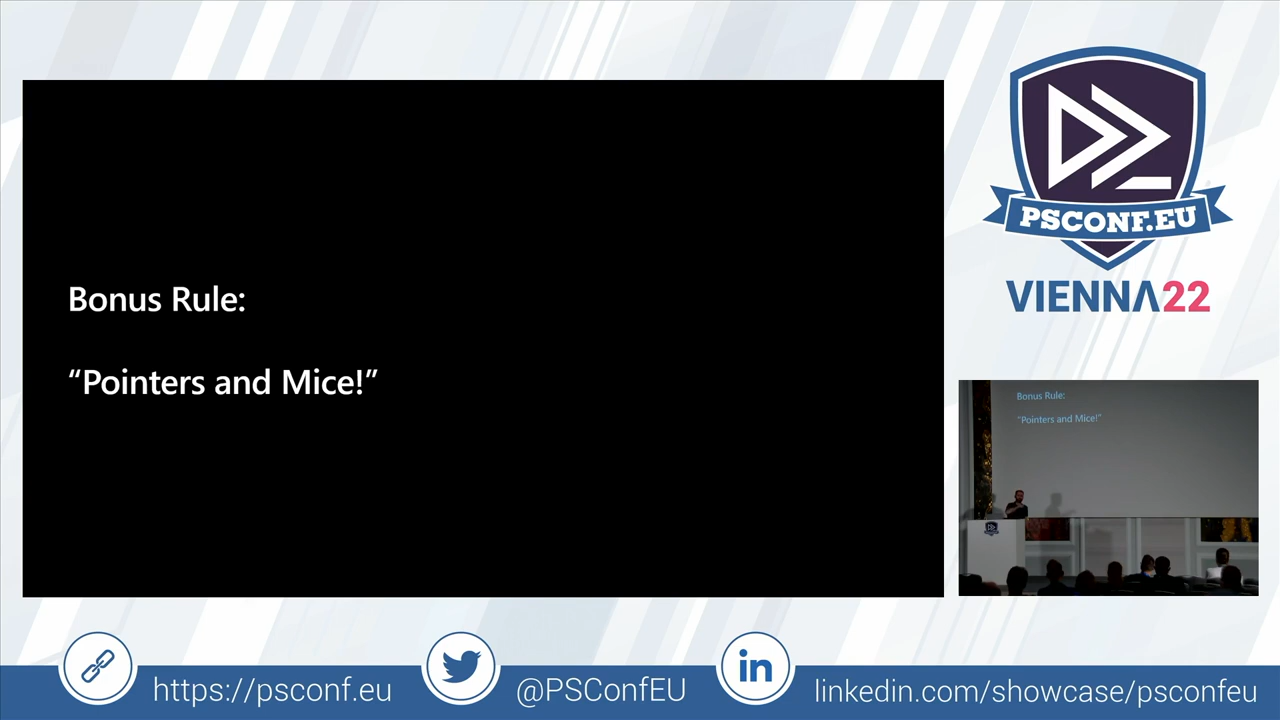 Bonus Rule:
“Pointers and Mice!”
PSCONF.EU
VIENNA22
Bonus Rule:
“Pointers and Mice!”
https://psconf.eu
@PSConfEU
linkedin.com/showcase/psconfeu